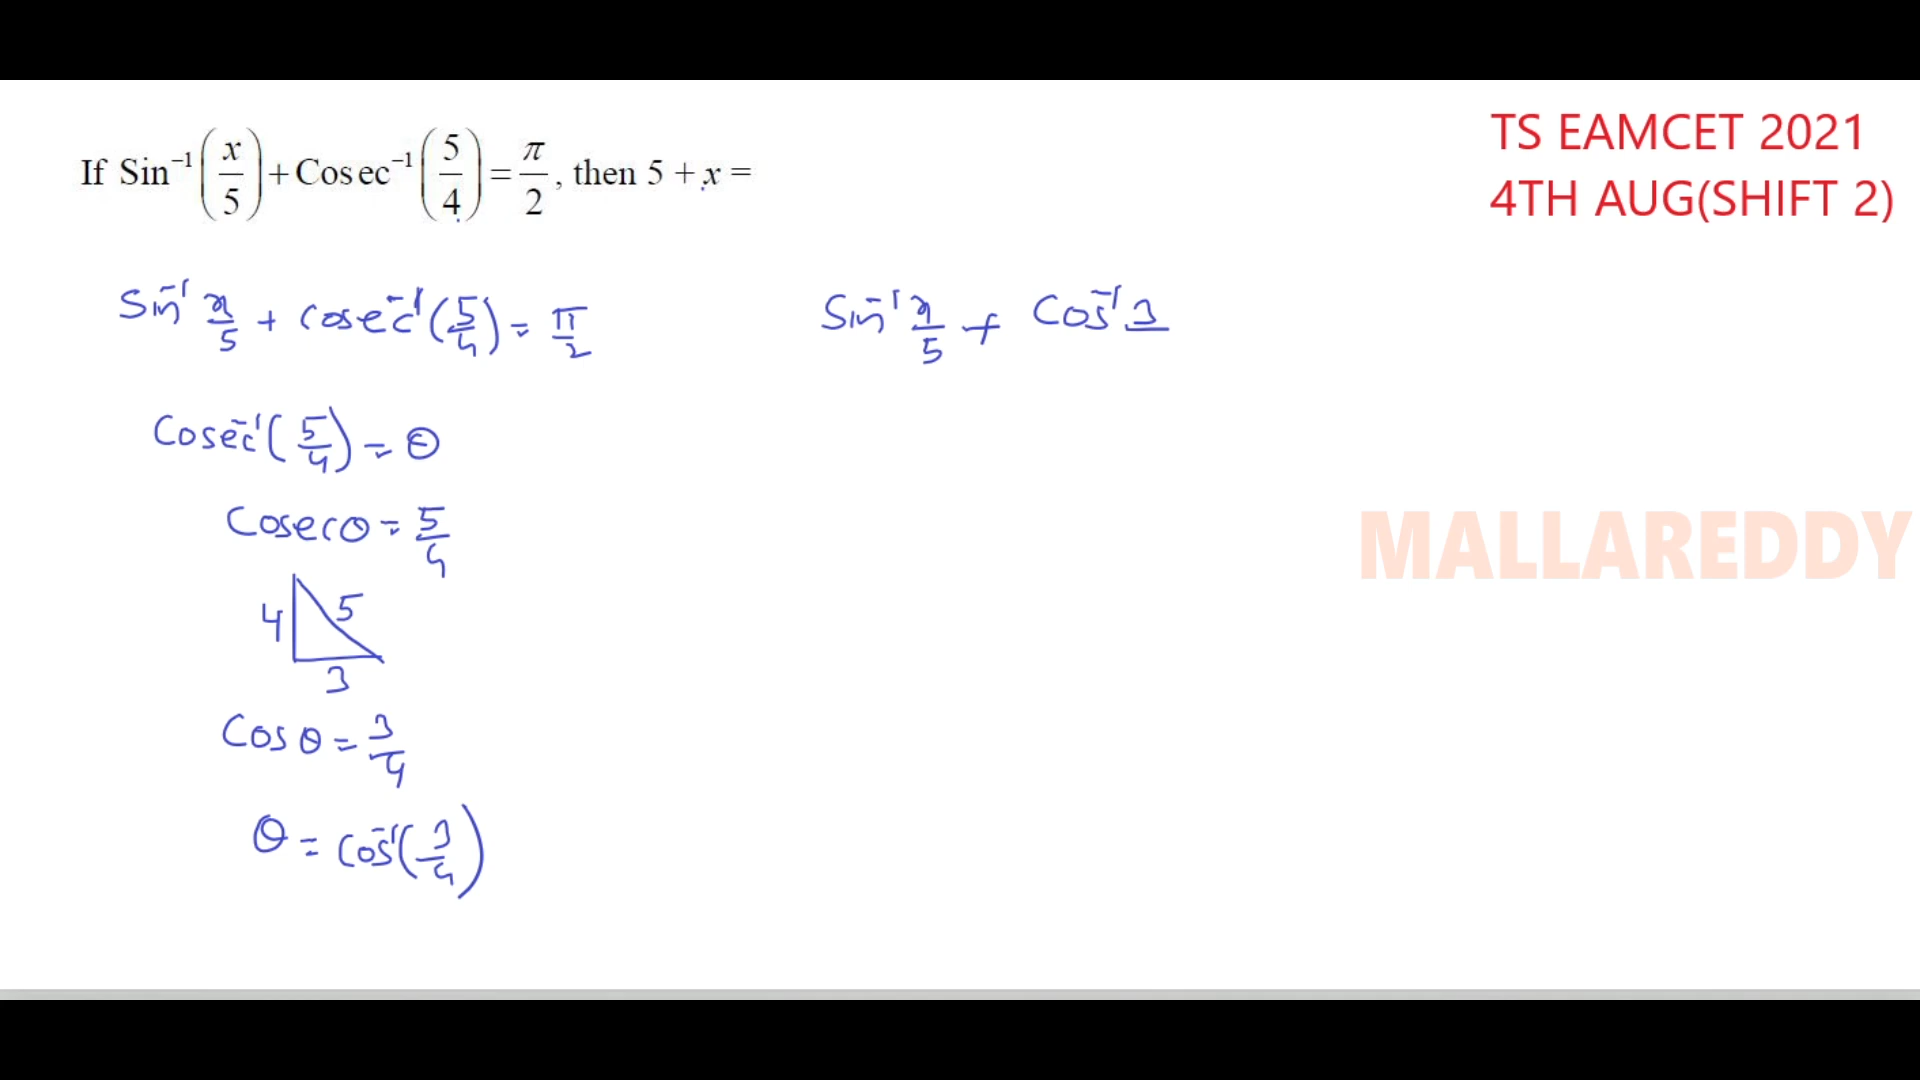 If Sin⁻¹(x/5) + Cosec⁻¹(5/4) = π/2, then 5 + x =
TS EAMCET 2021
4TH AUG(SHIFT 2)
Sin⁻¹ x/5 + cosec⁻¹(5/4) = π/2
Sin⁻¹ x/5 + Cos⁻¹ 3
Cosec⁻¹(5/4) = θ
Cosecθ = 5/4
MALLAREDDY
4 5
3
Cos θ = 3/4
θ = Cos⁻¹(3/4)